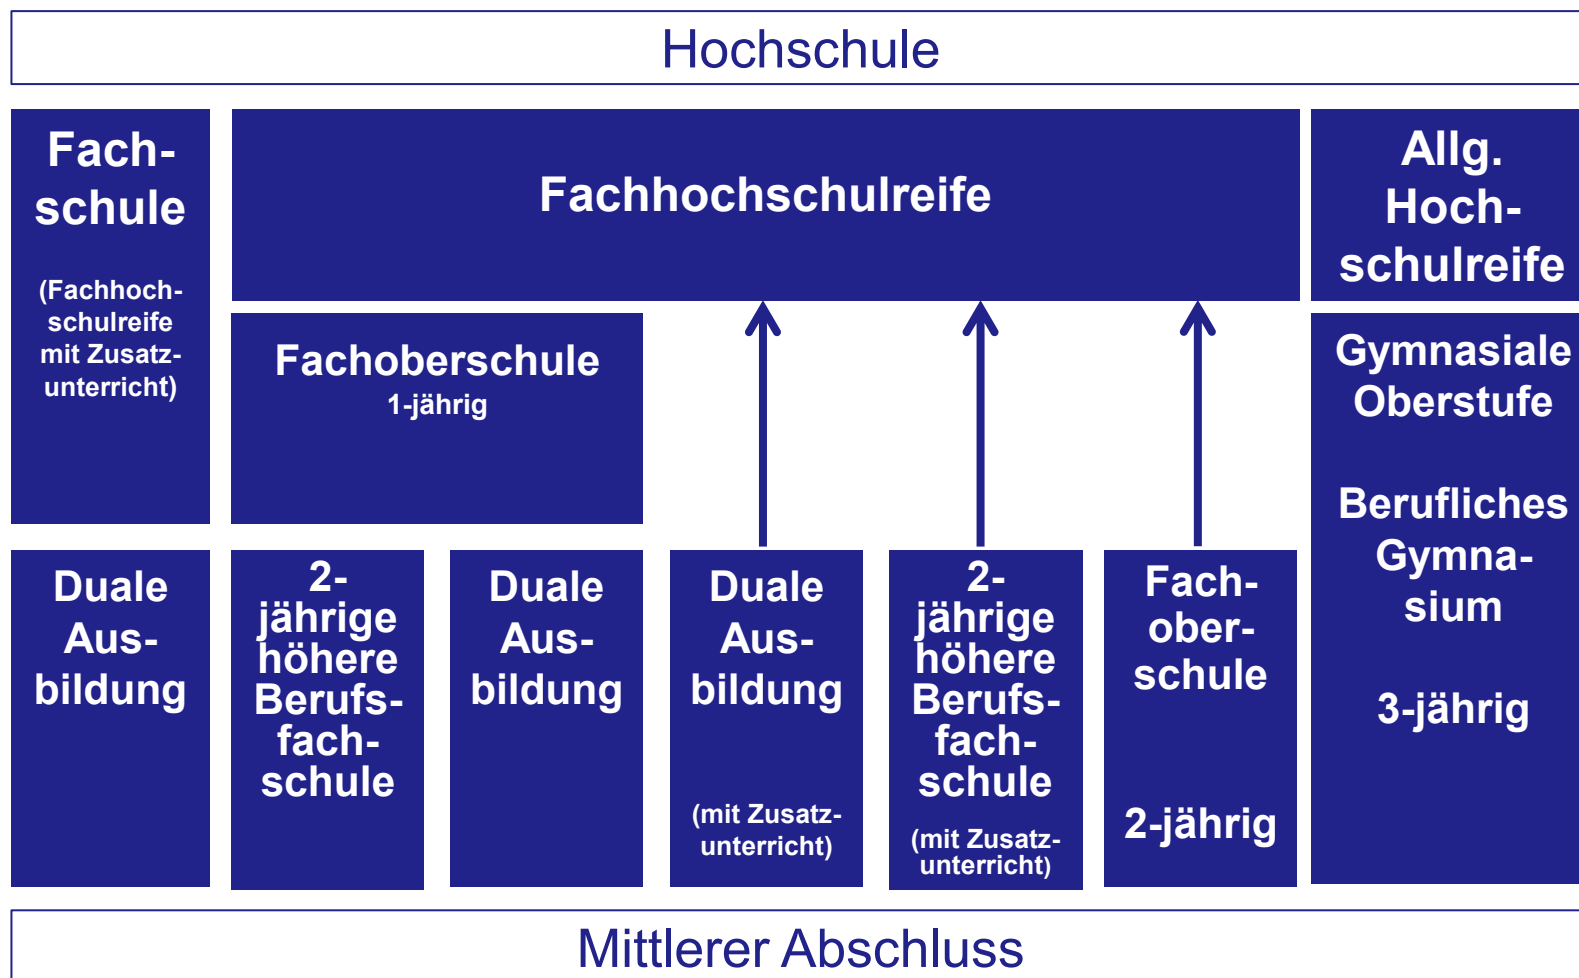 Hochschule
Fach-
schule
(Fachhoch-
schulreife
mit Zusatz-
unterricht)
Fachhochschulreife
Allg.
Hoch-
schulreife
Fachoberschule
1-jährig
Gymnasiale
Oberstufe
Berufliches
Gymna-
sium
3-jährig
Duale
Aus-
bildung
2-
jährige
höhere
Berufs-
fach-
schule
Duale
Aus-
bildung
Duale
Aus-
bildung
(mit Zusatz-
unterricht)
2-
jährige
höhere
Berufs-
fach-
schule
(mit Zusatz-
unterricht)
Fach-
ober-
schule
2-jährig
Mittlerer Abschluss